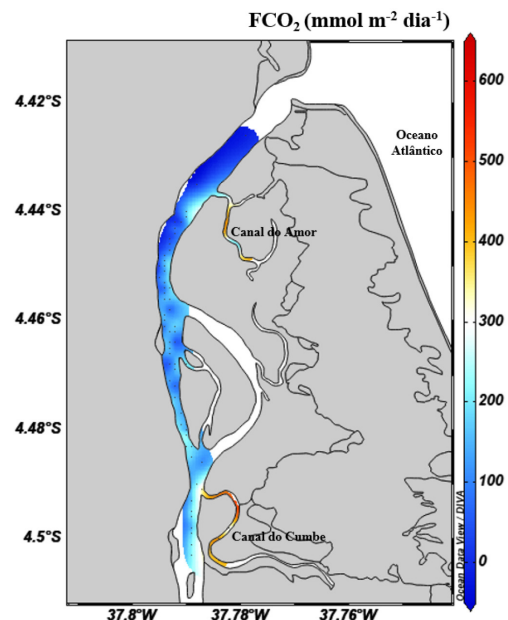 FCO₂ (mmol m⁻² dia⁻¹)
600
4.42°S
Oceano
Atlântico
500
4.44°S
Canal do Amor
400
4.46°S
300
200
4.48°S
100
4.5°S
Canal do Cumbe
0
Ocean Data View / DIVA
37.8°W
37.78°W
37.76°W